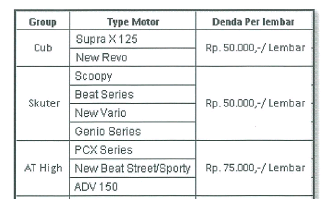 Group Type Motor Denda Per lembar
Cub Supra X 125 Rp. 50.000,-/ Lembar
New Revo
Skuter Scoopy Rp. 50.000,-/ Lembar
Beat Series
New Vario
Genio Series
AT High PCX Series Rp. 75.000,-/ Lembar
New Beat Street/Sporty
ADV 150